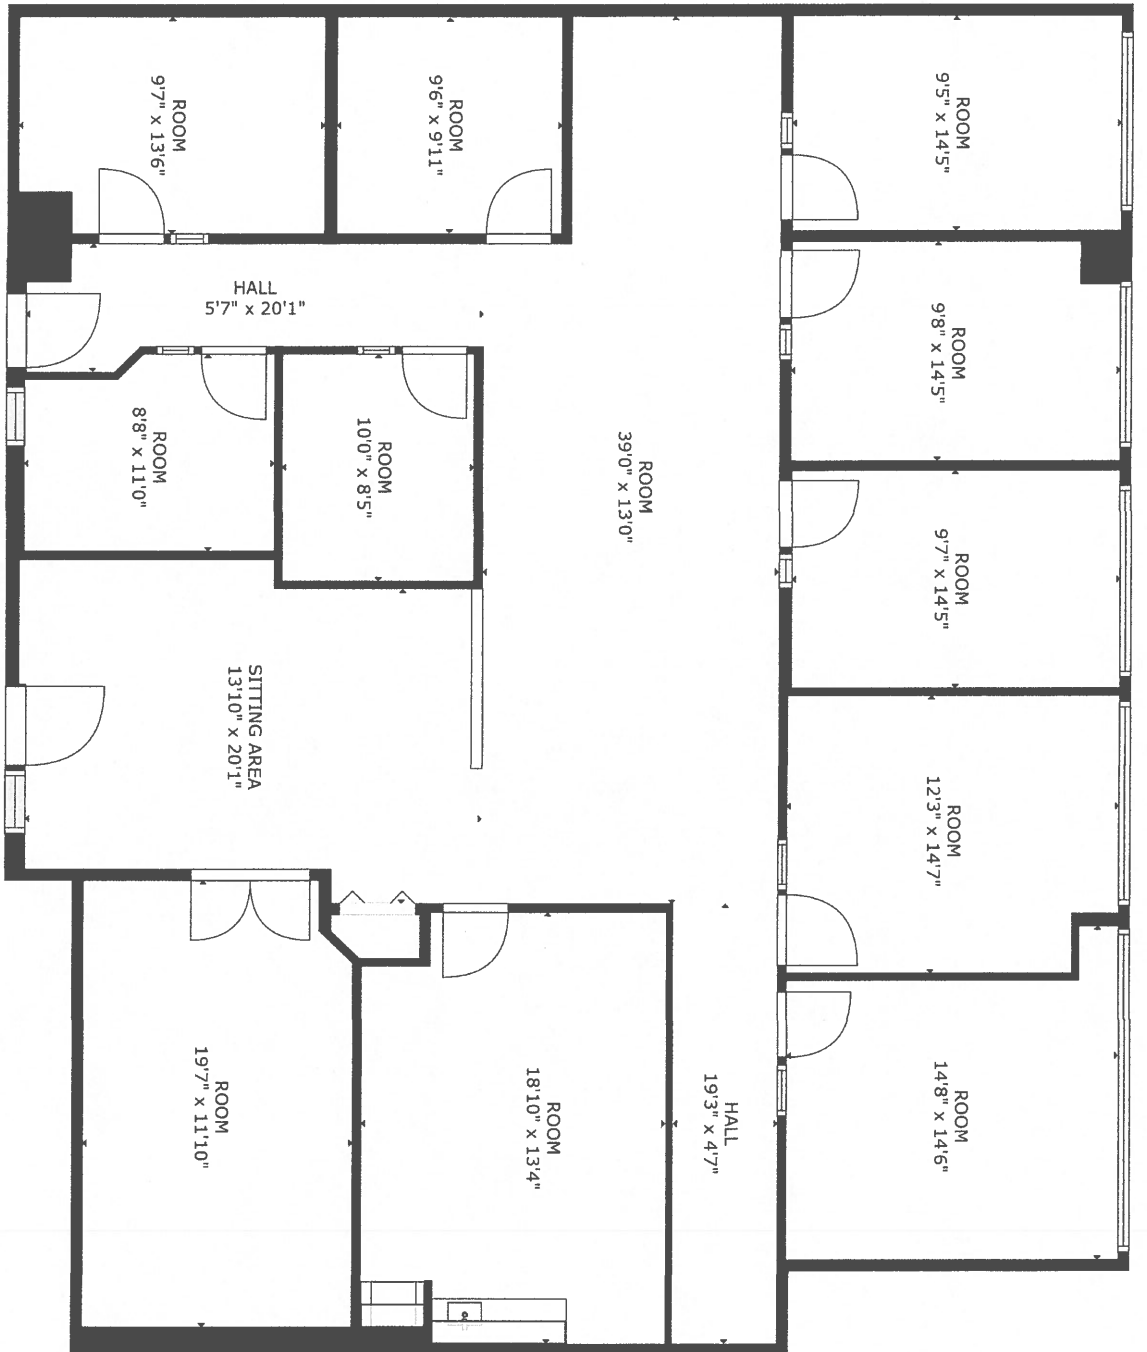 ROOM
9'7" x 13'6"
ROOM
9'6" x 9'11"
ROOM
9'5" x 14'5"
HALL
5'7" x 20'1"
ROOM
9'8" x 14'5"
ROOM
8'8" x 11'0"
ROOM
10'0" x 8'5"
ROOM
39'0" x 13'0"
ROOM
9'7" x 14'5"
SITTING AREA
13'10" x 20'1"
ROOM
12'3" x 14'7"
ROOM
19'7" x 11'10"
ROOM
18'10" x 13'4"
HALL
19'3" x 4'7"
ROOM
14'8" x 14'6"